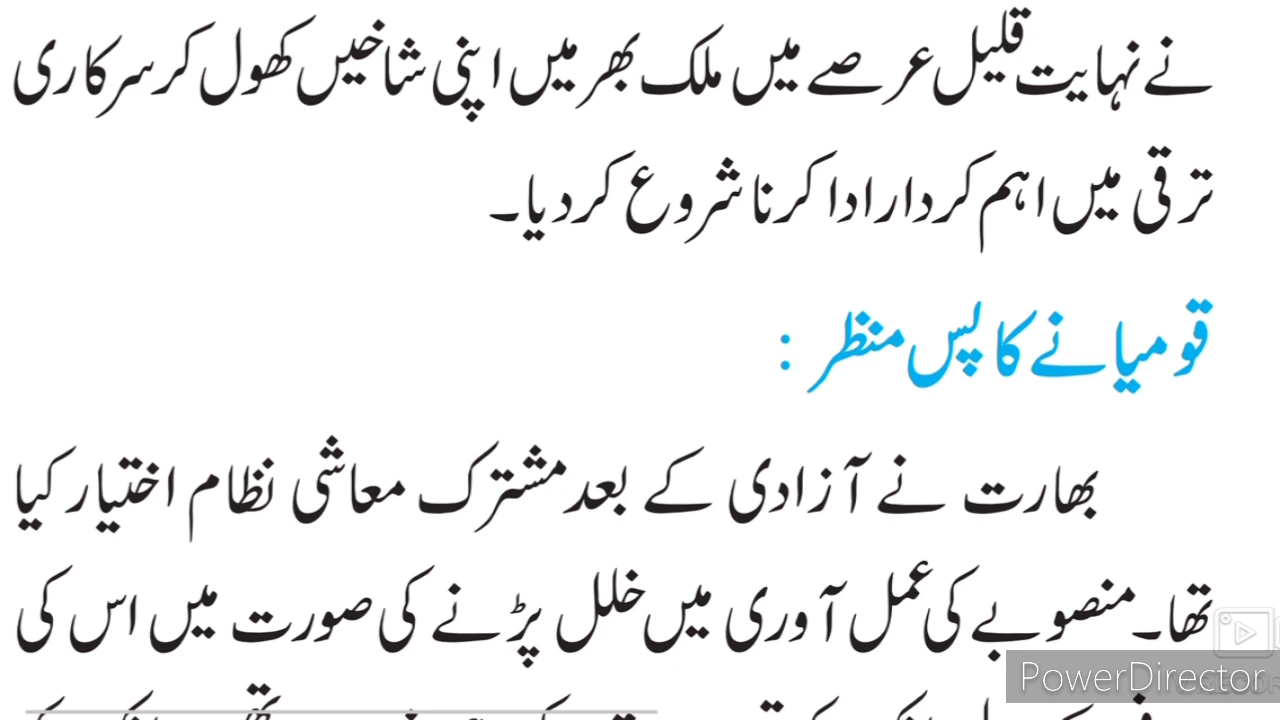 نے نہایت قلیل عرصے میں ملک بھر میں اپنی شاخیں کھول کر سرکاری
ترقی میں اہم کردار ادا کرنا شروع کر دیا۔
قومیانے کا پس منظر :
بھارت نے آزادی کے بعد مشترک معاشی نظام اختیار کیا
تھا۔ منصوبے کی عمل آوری میں خلل پڑنے کی صورت میں اس کی
PowerDirector